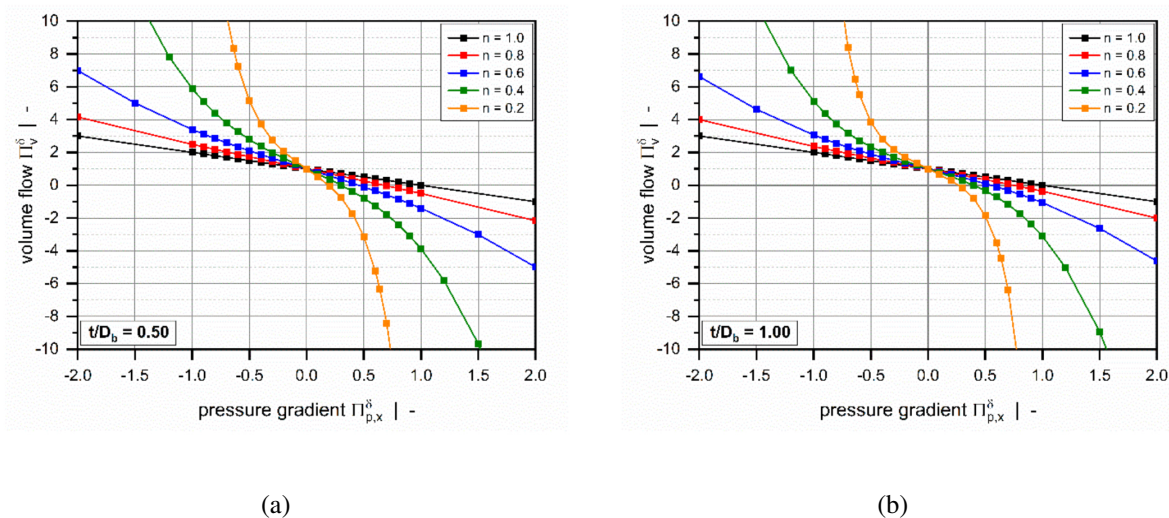 10
8
6
4
2
0
-2
-4
-6
-8
-10
volume flow Π_v^δ | -
n = 1.0
n = 0.8
n = 0.6
n = 0.4
n = 0.2
t/D_b = 0.50
-2.0 -1.5 -1.0 -0.5 0.0 0.5 1.0 1.5 2.0
pressure gradient Π_p,x^δ | -
(a)
10
8
6
4
2
0
-2
-4
-6
-8
-10
volume flow Π_v^δ | -
n = 1.0
n = 0.8
n = 0.6
n = 0.4
n = 0.2
t/D_b = 1.00
-2.0 -1.5 -1.0 -0.5 0.0 0.5 1.0 1.5 2.0
pressure gradient Π_p,x^δ | -
(b)